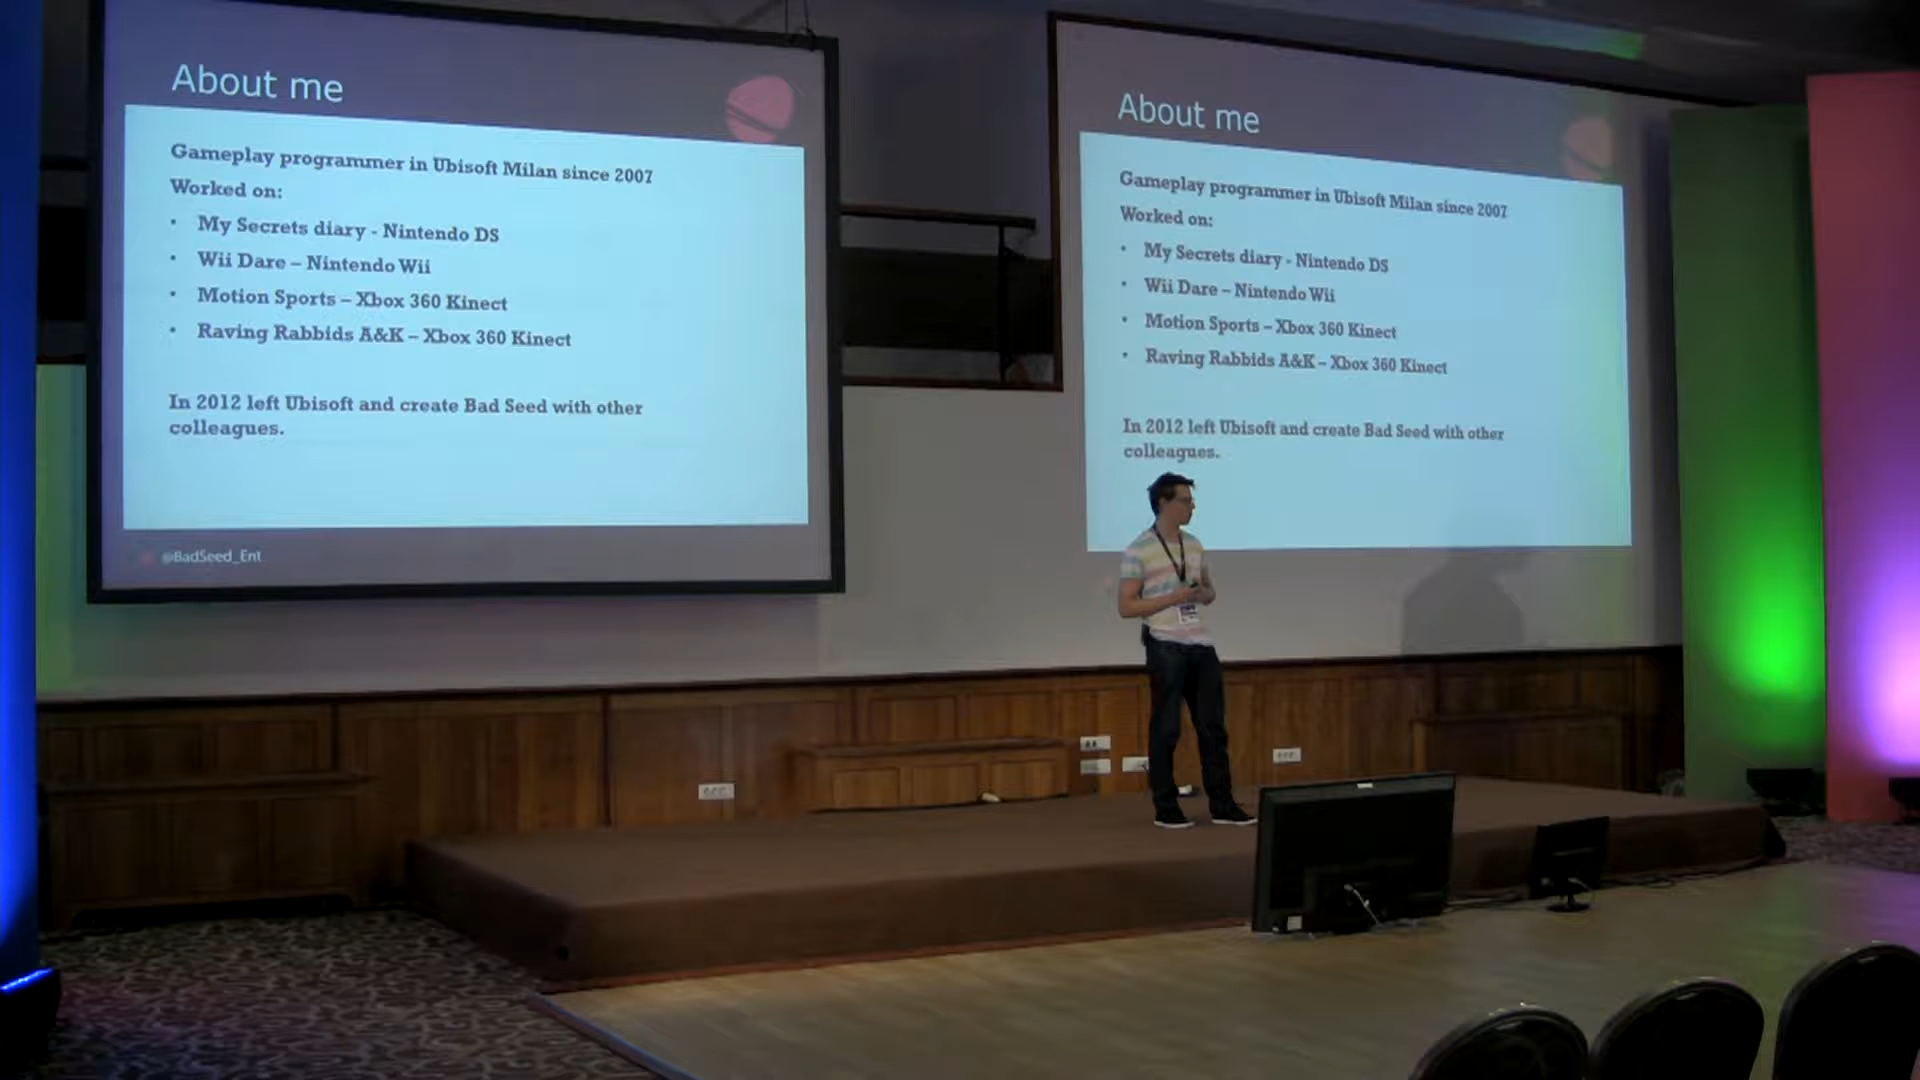 About me
Gameplay programmer in Ubisoft Milan since 2007
Worked on:
• My Secrets diary - Nintendo DS
• Wii Dare – Nintendo Wii
• Motion Sports – Xbox 360 Kinect
• Raving Rabbids A&K – Xbox 360 Kinect
In 2012 left Ubisoft and create Bad Seed with other
colleagues.
@BadSeed_Ent
About me
Gameplay programmer in Ubisoft Milan since 2007
Worked on:
• My Secrets diary - Nintendo DS
• Wii Dare – Nintendo Wii
• Motion Sports – Xbox 360 Kinect
• Raving Rabbids A&K – Xbox 360 Kinect
In 2012 left Ubisoft and create Bad Seed with other
colleagues.